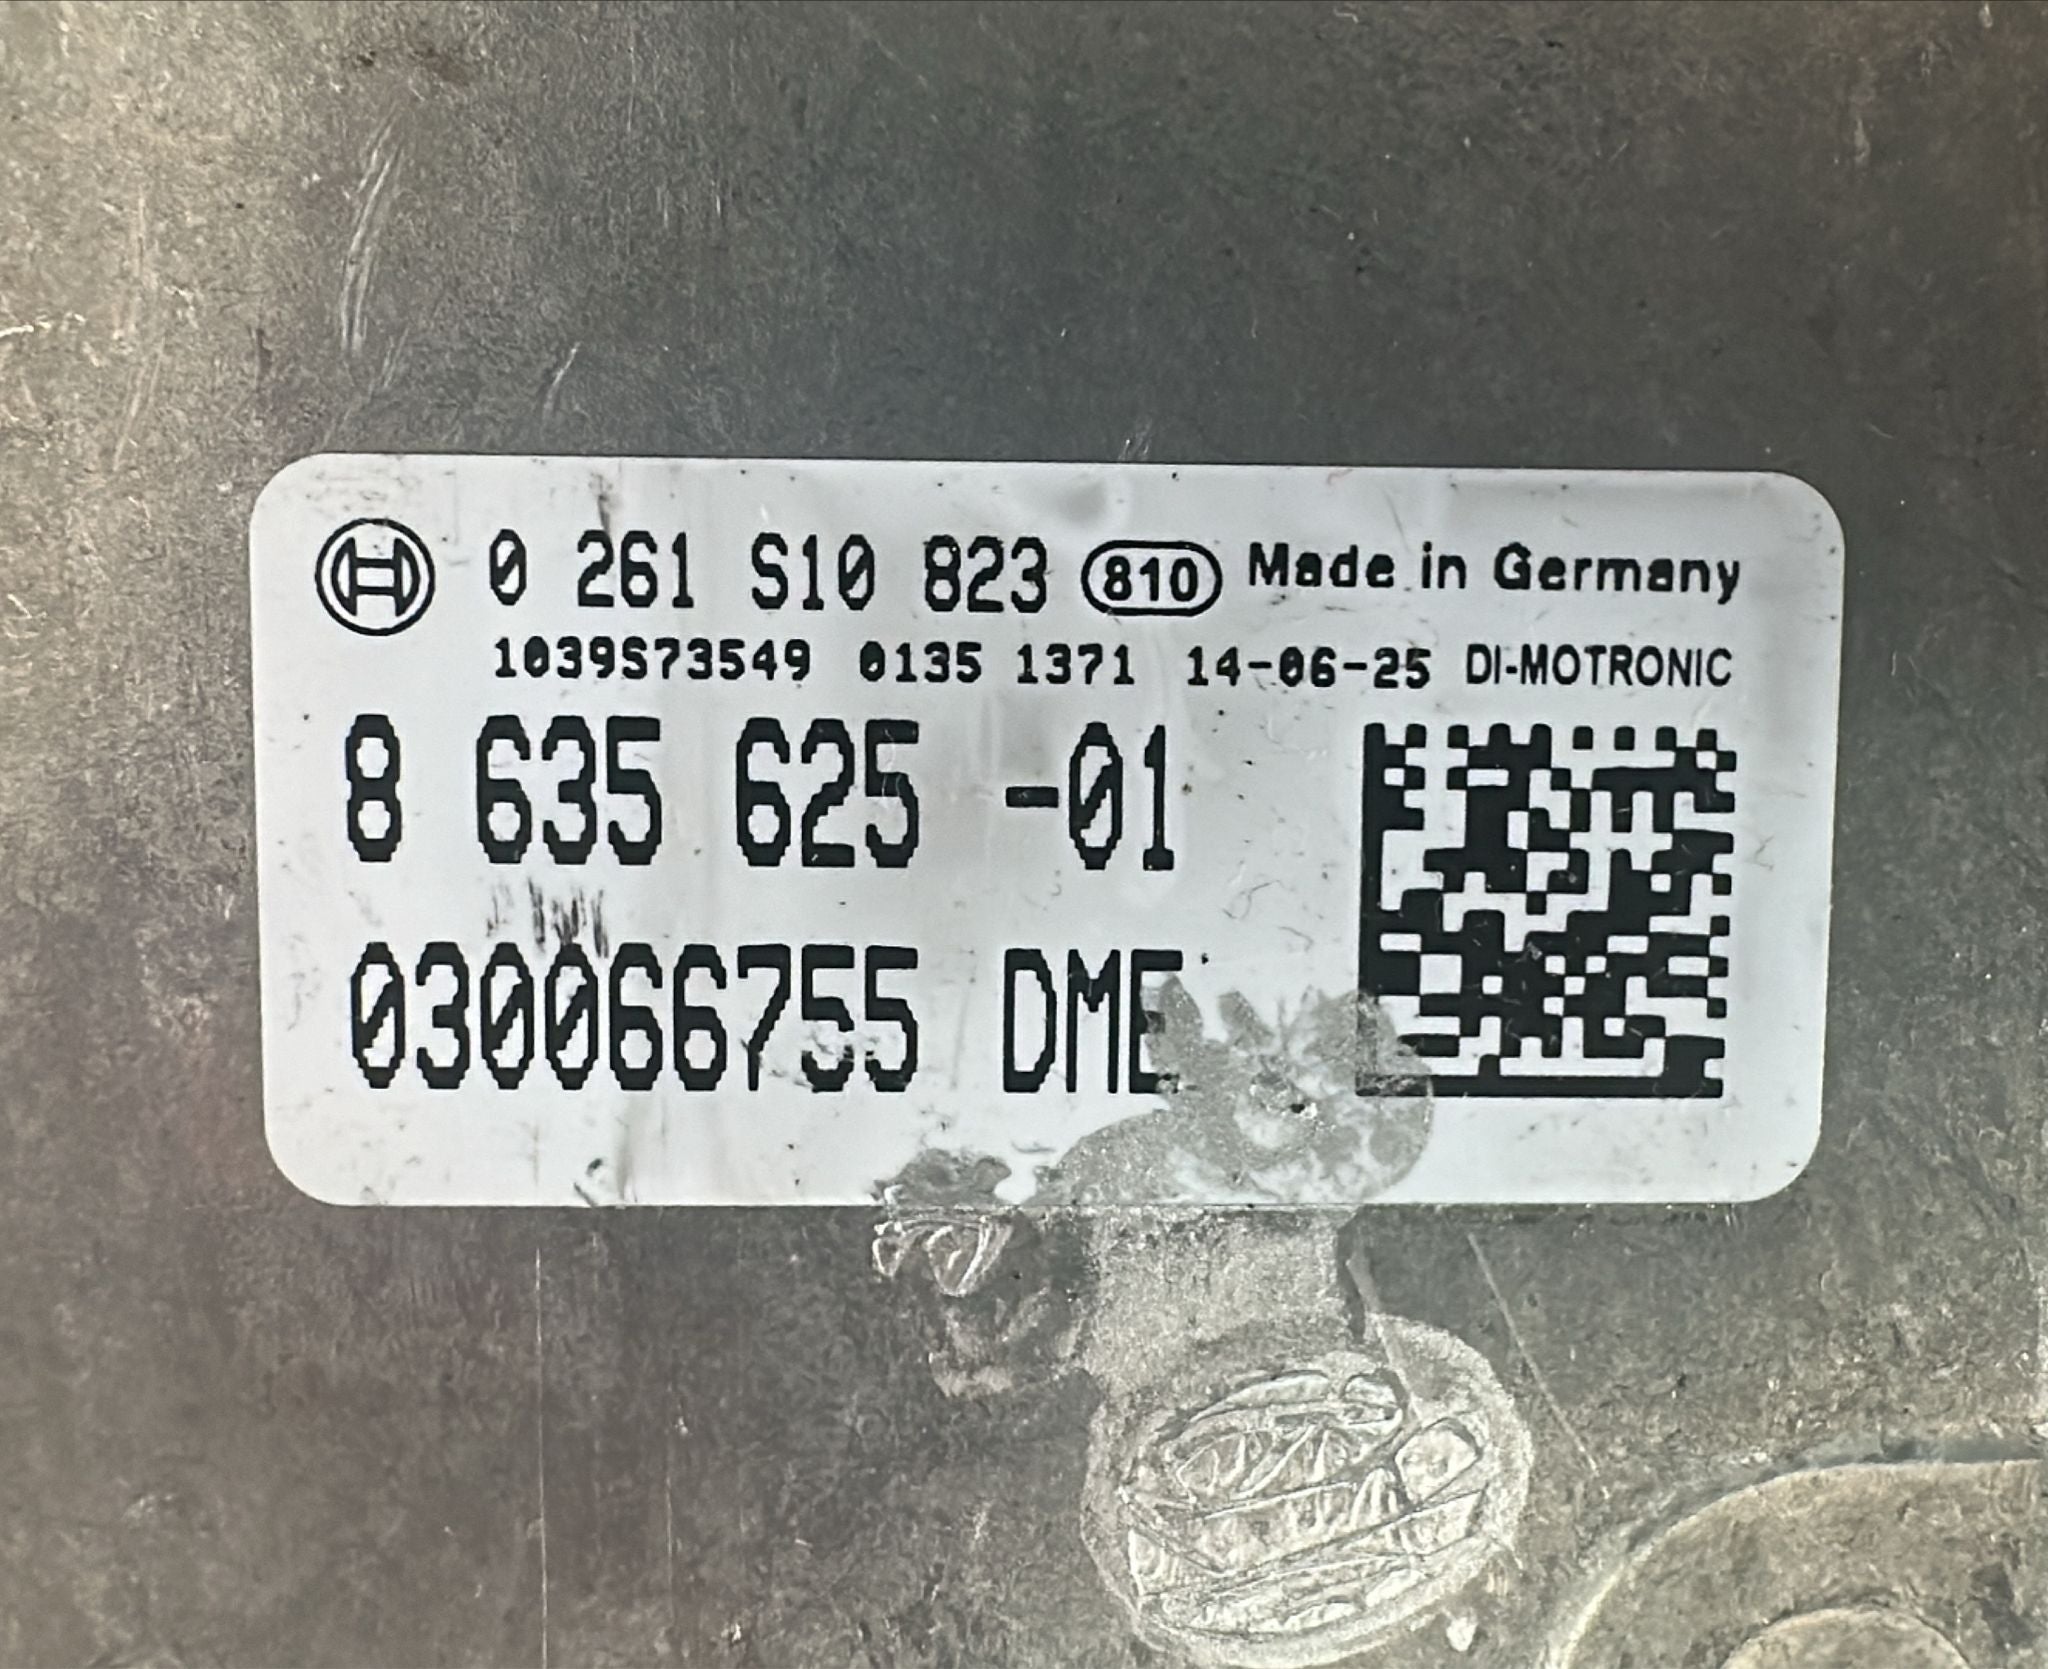 0 261 S10 823 810 Made in Germany
1039S73549 0135 1371 14-06-25 DI-MOTRONIC
8 635 625 -01
030066755 DME